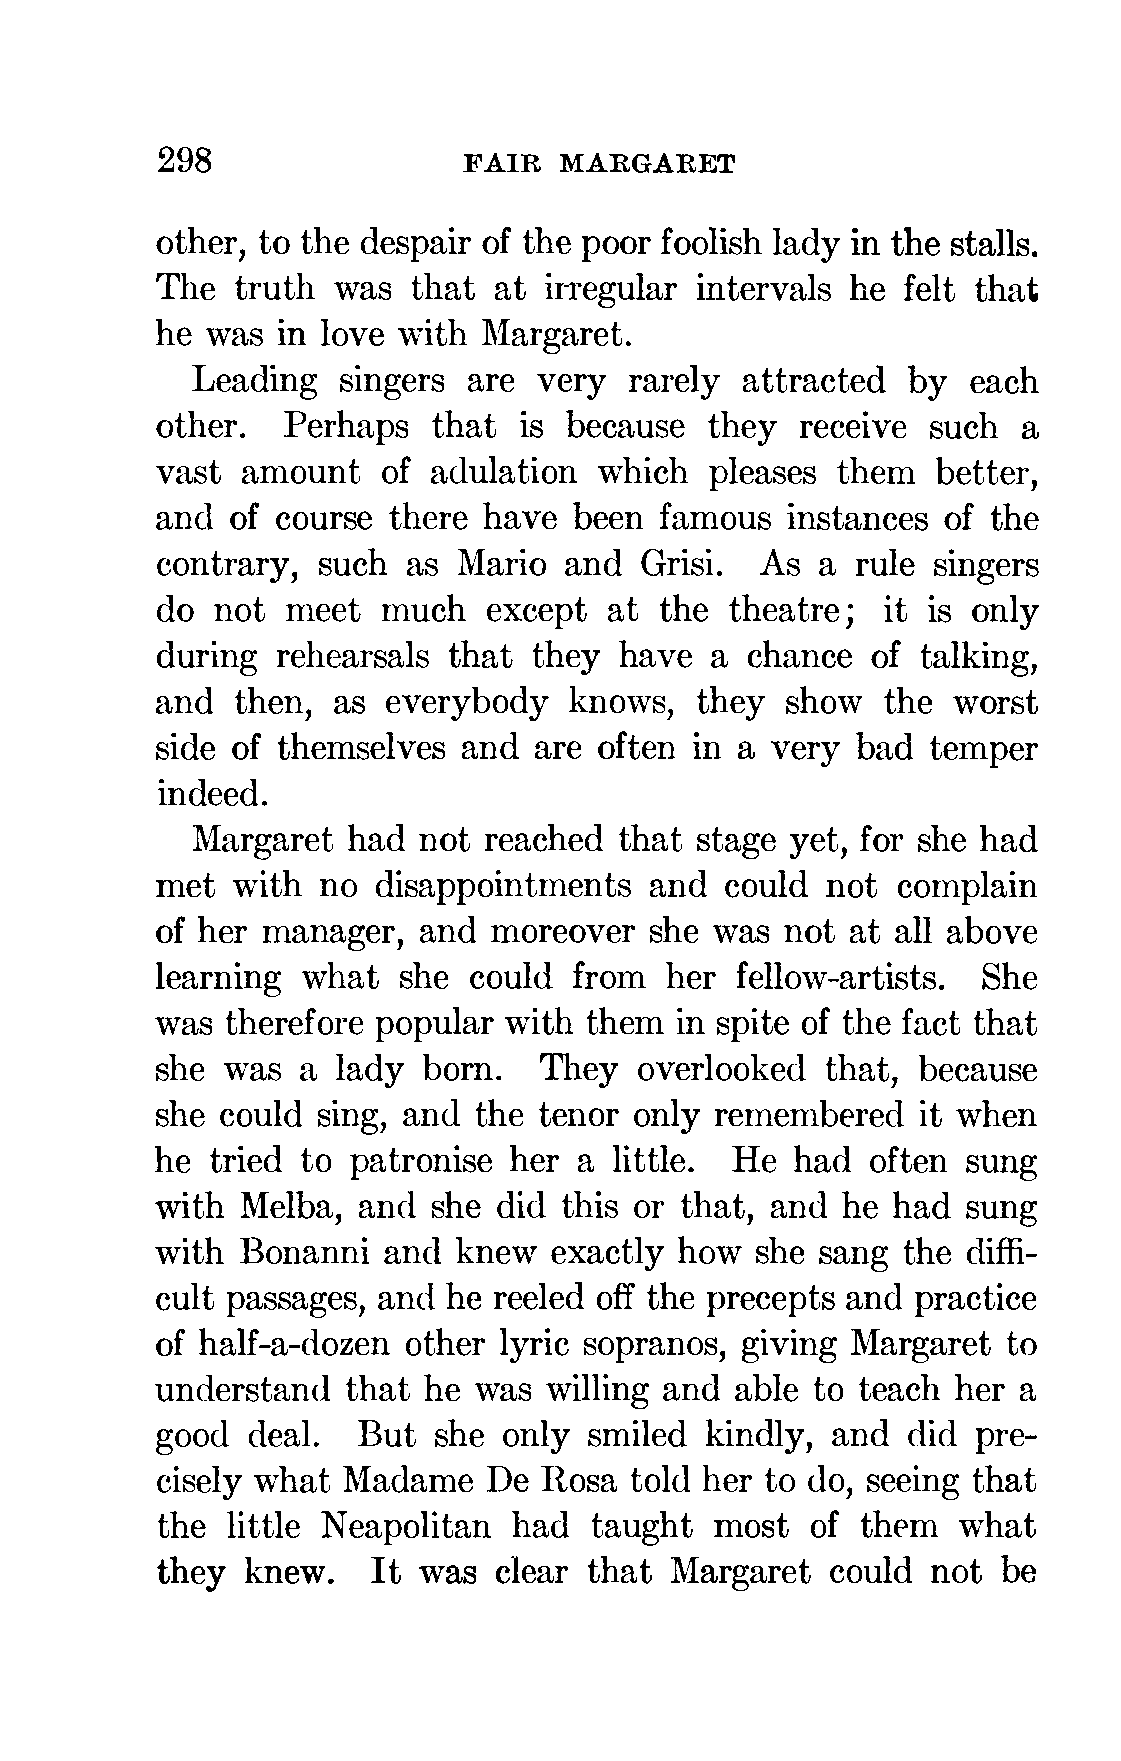 298 FAIR MARGARET
other, to the despair of the poor foolish lady in the stalls.
The truth was that at irregular intervals he felt that
he was in love with Margaret.
Leading singers are very rarely attracted by each
other. Perhaps that is because they receive such a
vast amount of adulation which pleases them better,
and of course there have been famous instances of the
contrary, such as Mario and Grisi. As a rule singers
do not meet much except at the theatre; it is only
during rehearsals that they have a chance of talking,
and then, as everybody knows, they show the worst
side of themselves and are often in a very bad temper
indeed.
Margaret had not reached that stage yet, for she had
met with no disappointments and could not complain
of her manager, and moreover she was not at all above
learning what she could from her fellow-artists. She
was therefore popular with them in spite of the fact that
she was a lady born. They overlooked that, because
she could sing, and the tenor only remembered it when
he tried to patronise her a little. He had often sung
with Melba, and she did this or that, and he had sung
with Bonanni and knew exactly how she sang the diffi-
cult passages, and he reeled off the precepts and practice
of half-a-dozen other lyric sopranos, giving Margaret to
understand that he was willing and able to teach her a
good deal. But she only smiled kindly, and did pre-
cisely what Madame De Rosa told her to do, seeing that
the little Neapolitan had taught most of them what
they knew. It was clear that Margaret could not be